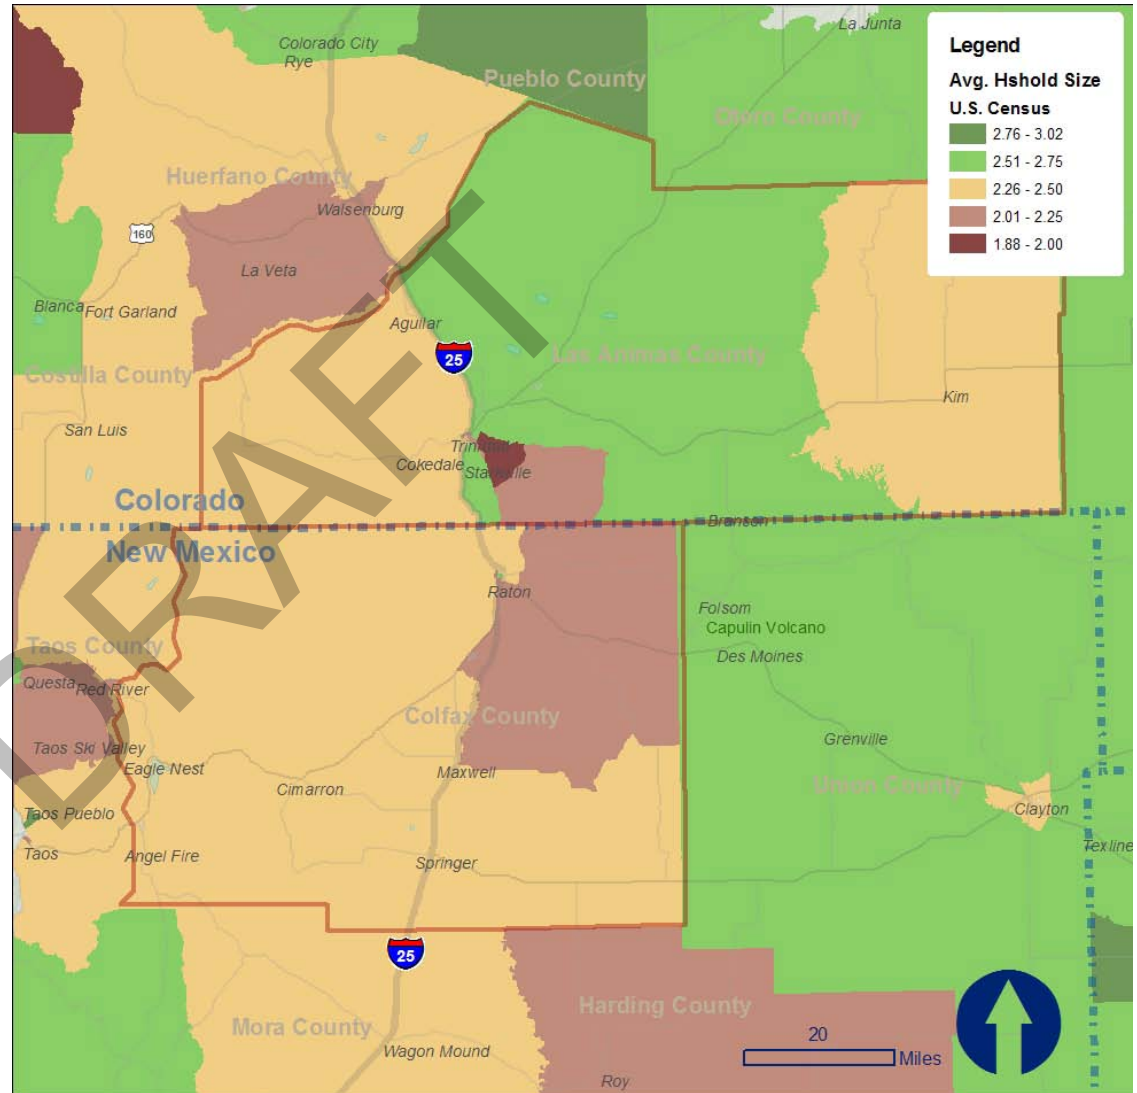 La Junta
Colorado City
Rye
Pueblo County
Otero County
Legend
Avg. Hshold Size
U.S. Census
2.76 - 3.02
2.51 - 2.75
2.26 - 2.50
2.01 - 2.25
1.88 - 2.00
Huerfano County
Walsenburg
160
La Veta
Blanca
Fort Garland
Aguilar
25
Las Animas County
Costilla County
Kim
San Luis
Trinidad
Cokedale
Starkville
Colorado
New Mexico
Branson
Raton
Folsom
Capulin Volcano
Des Moines
Taos County
Questa
Red River
Colfax County
Taos Ski Valley
Eagle Nest
Grenville
Maxwell
Cimarron
Union County
Clayton
Taos Pueblo
Taos
Angel Fire
Springer
Texline
25
Harding County
Mora County
Wagon Mound
20
Miles
Roy
DRAFT